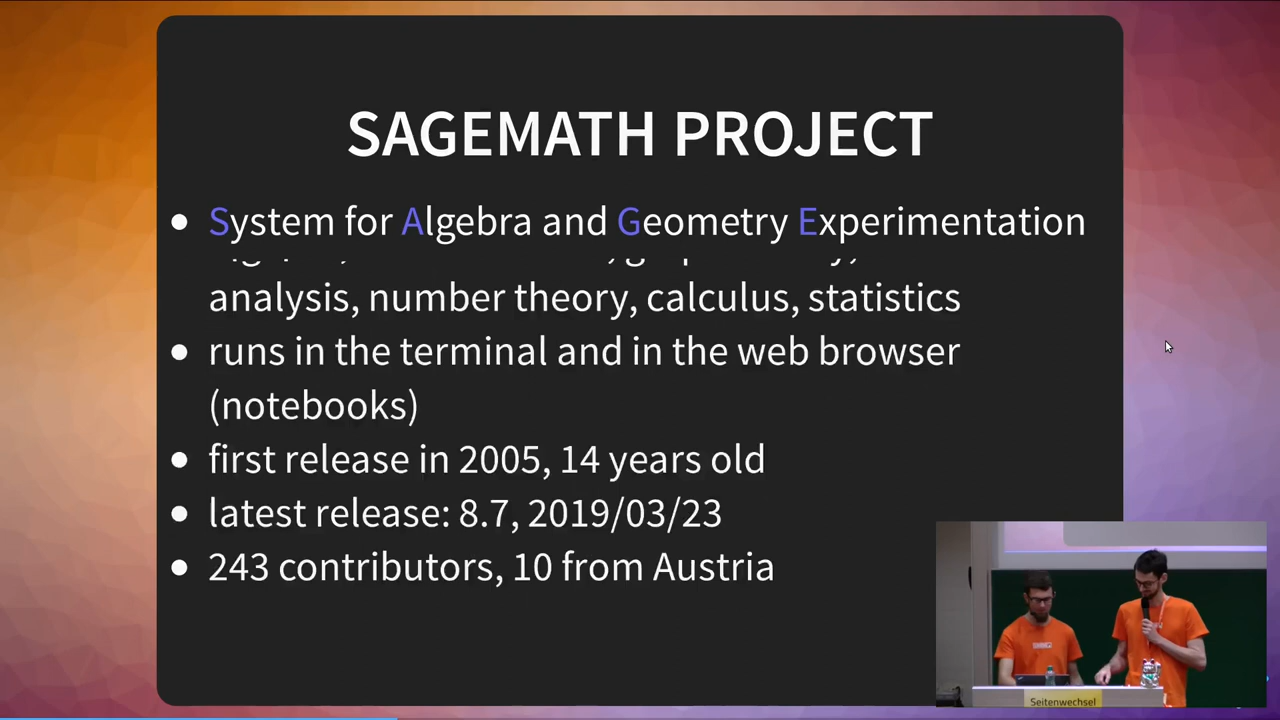 SAGEMATH PROJECT
System for Algebra and Geometry Experimentation
analysis, number theory, calculus, statistics
runs in the terminal and in the web browser
(notebooks)
first release in 2005, 14 years old
latest release: 8.7, 2019/03/23
243 contributors, 10 from Austria
Seitenwechsel